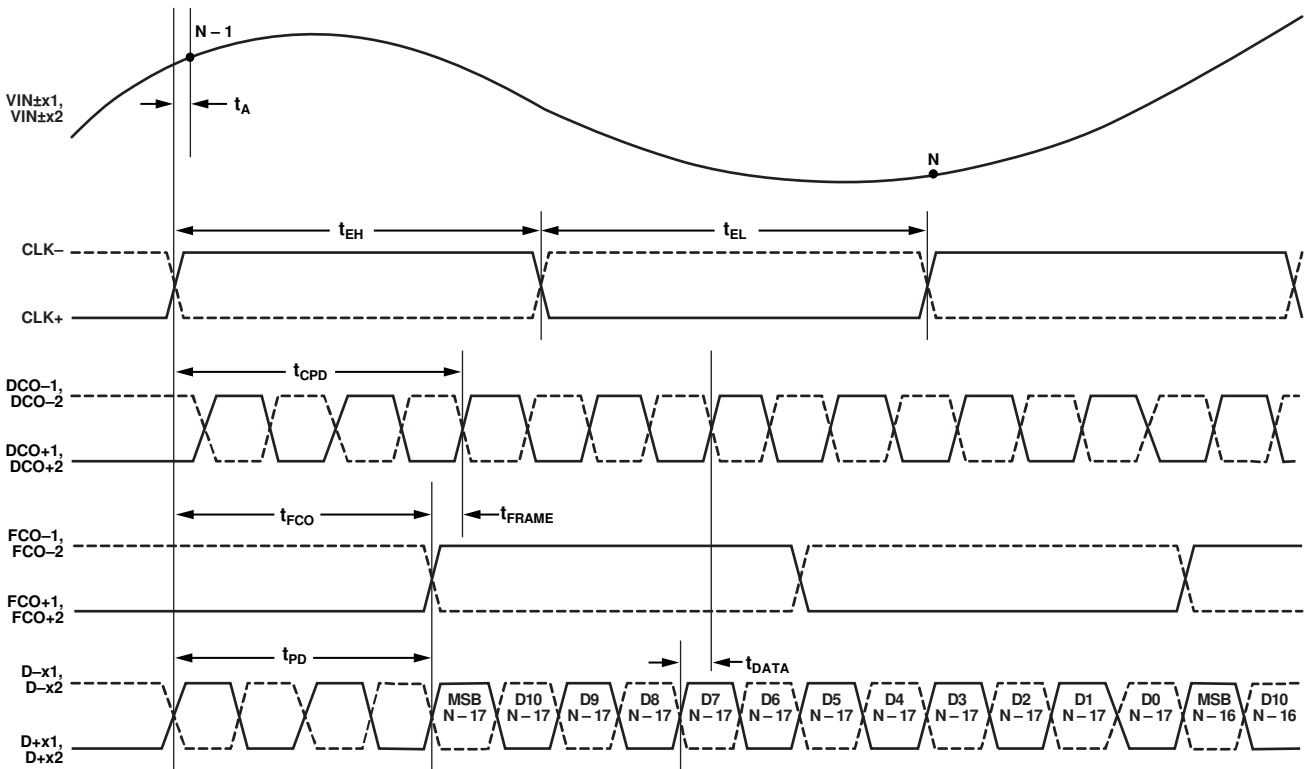 N – 1
VIN±x1,
VIN±x2
tA
N
tEH
tEL
CLK–
CLK+
tCPD
DCO–1,
DCO–2
DCO+1,
DCO+2
tFCO
tFRAME
FCO–1,
FCO–2
FCO+1,
FCO+2
tPD
tDATA
D–x1,
D–x2
MSB D10 D9 D8 D7 D6 D5 D4 D3 D2 D1 D0 MSB D10
N – 17 N – 17 N – 17 N – 17 N – 17 N – 17 N – 17 N – 17 N – 17 N – 17 N – 17 N – 17 N – 16 N – 16
D+x1,
D+x2